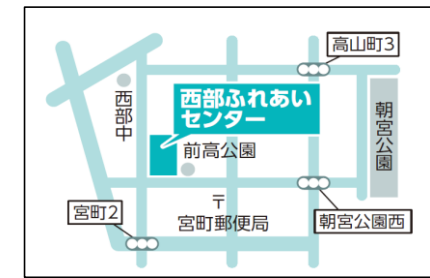 高山町3
西部ふれあい
センター
西部中
朝宮公園
前高公園
〒
宮町郵便局
宮町2
朝宮公園西